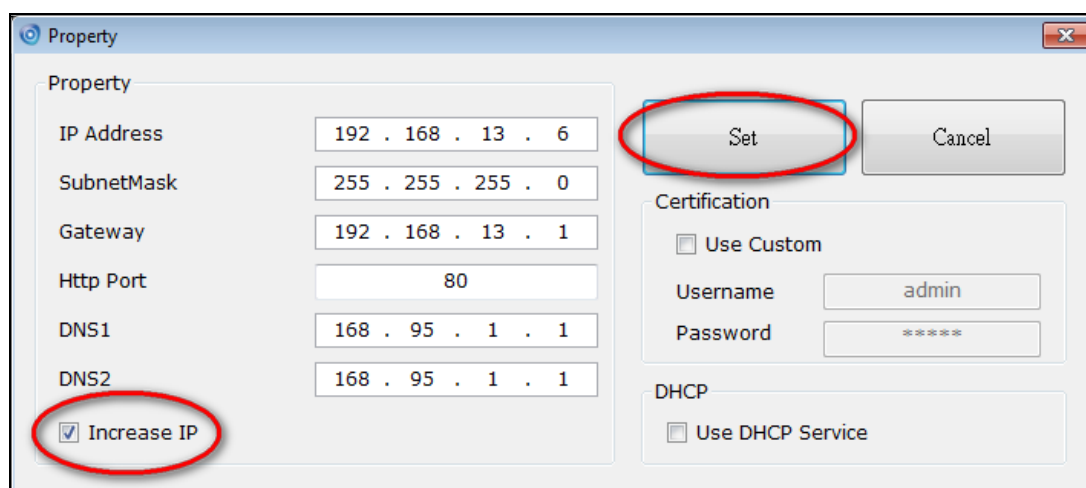 Property
Property
IP Address 192 . 168 . 13 . 6
SubnetMask 255 . 255 . 255 . 0
Gateway 192 . 168 . 13 . 1
Http Port 80
DNS1 168 . 95 . 1 . 1
DNS2 168 . 95 . 1 . 1
Increase IP
Set Cancel
Certification
Use Custom
Username admin
Password *****
DHCP
Use DHCP Service